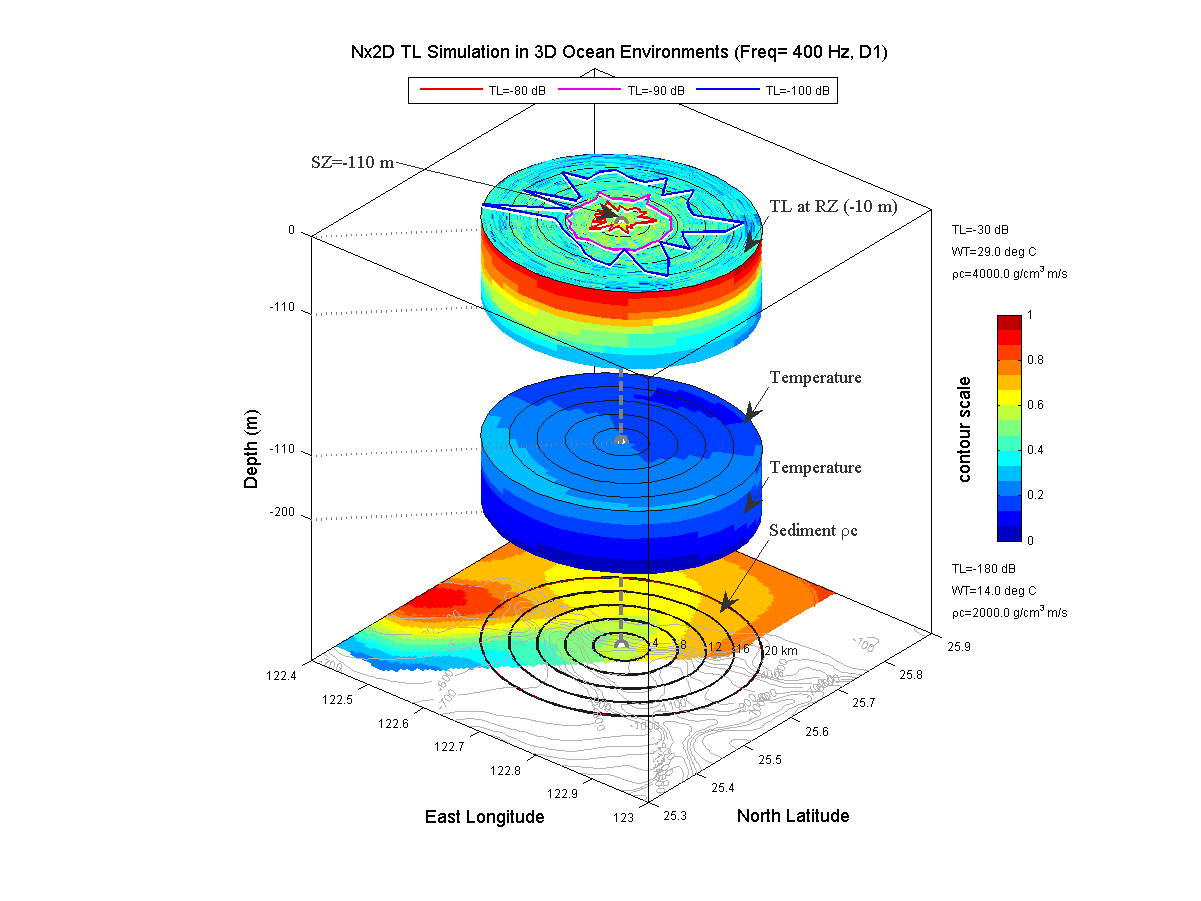 Nx2D TL Simulation in 3D Ocean Environments (Freq= 400 Hz, D1)
TL=-80 dB TL=-90 dB TL=-100 dB
SZ=-110 m
TL at RZ (-10 m)
0
-110
-110
-200
Depth (m)
Temperature
Temperature
Sediment ρc
TL=-30 dB
WT=29.0 deg C
ρc=4000.0 g/cm³ m/s
1
0.8
0.6
0.4
0.2
0
contour scale
TL=-180 dB
WT=14.0 deg C
ρc=2000.0 g/cm³ m/s
4 8 12 16 20 km
-100
-700
-600
-700
-1100
122.4
122.5
122.6
122.7
122.8
122.9
123
East Longitude
25.3
25.4
25.5
25.6
25.7
25.8
25.9
North Latitude